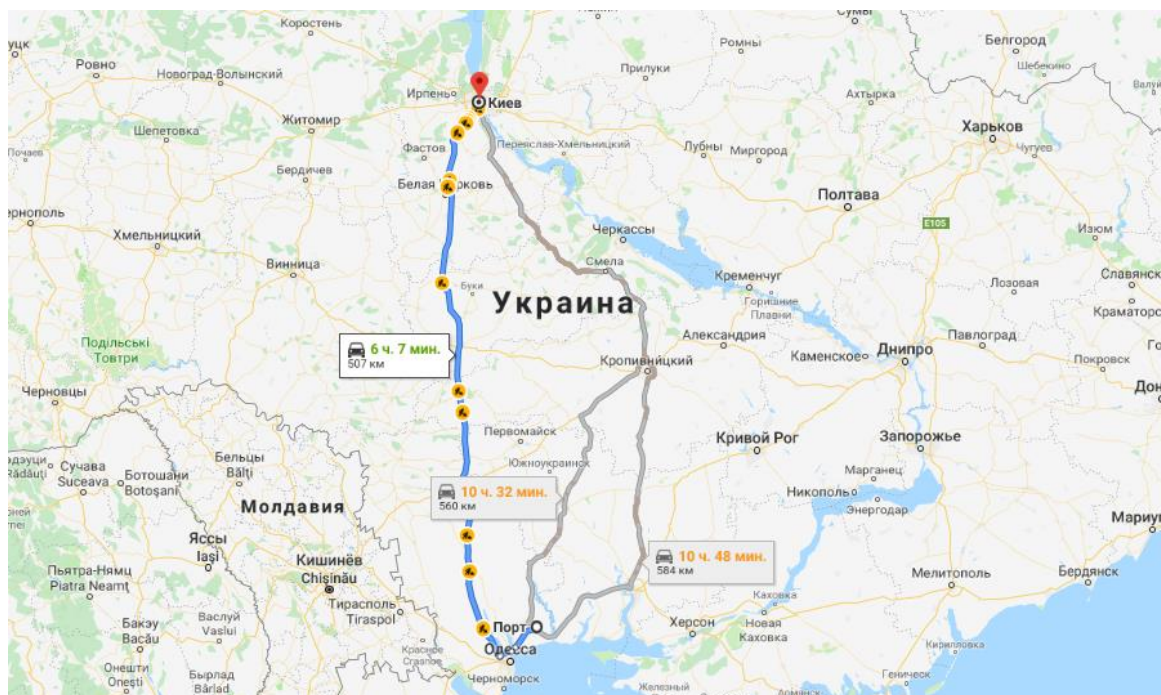 Коростень
Сумы
Белгород
Ровно
Ромны
Новоград-Волынский
Прилуки
Шебекино
Ирпень
Киев
Ахтырка
Житомир
Харьков
Шепетовка
Переяслав-Хмельницкий
Лубны
Чугуев
Почаев
Фастов
Миргород
Бердичев
Белая Церковь
Полтава
E105
Хмельницкий
Черкассы
Изюм
Винница
Смела
Кременчуг
Буки
Горишние
Плавни
Лозовая
Украина
Подільські
Товтри
6 ч. 7 мин.
507 км
Александрия
Павлоград
Каменское
Днипро
Покровск
Кропивницкий
Черновцы
Первомайск
Кривой Рог
Запорожье
Бельцы
Bălți
Южноукраинск
Сучава
Suceava
Ботошани
Botoșani
Марганец
10 ч. 32 мин.
560 км
Никополь
Энергодар
Молдавия
Яссы
Iași
10 ч. 48 мин.
584 км
Кишинёв
Chișinău
Пьятра-Нямц
Piatra Neamț
Мелитополь
Бердянск
Тирасполь
Tiraspol
Каховка
Порт
Херсон
Новая
Каховка
Васлуй
Vaslui
Бакэу
Bacău
Одесса
Кирилловка
Черноморск
Онешти
Onești
Бырлад
Bârlad
Железный
Геническ